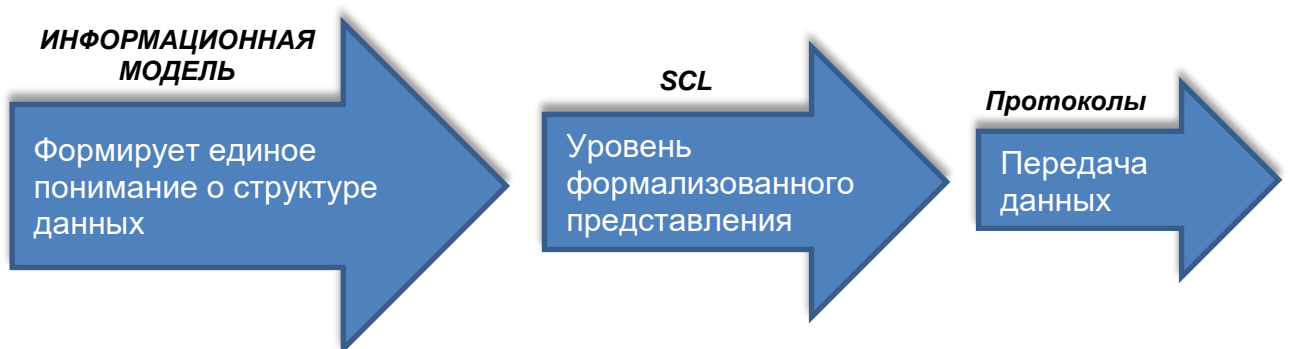 ИНФОРМАЦИОННАЯ
МОДЕЛЬ
Формирует единое
понимание о структуре
данных
SCL
Уровень
формализованного
представления
Протоколы
Передача
данных